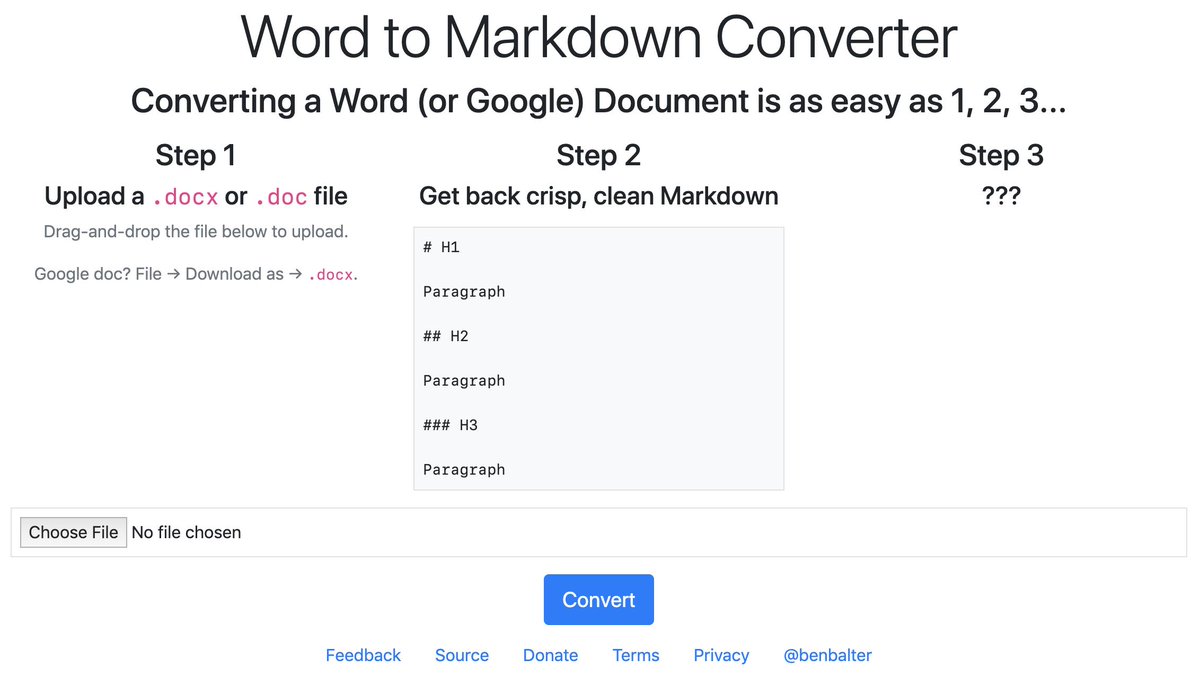 Word to Markdown Converter
Converting a Word (or Google) Document is as easy as 1, 2, 3...
Step 1
Upload a .docx or .doc file
Drag-and-drop the file below to upload.
Google doc? File → Download as → .docx.
Step 2
Get back crisp, clean Markdown
# H1
Paragraph
## H2
Paragraph
### H3
Paragraph
Step 3
???
Choose File No file chosen
Convert
Feedback Source Donate Terms Privacy @benbalter